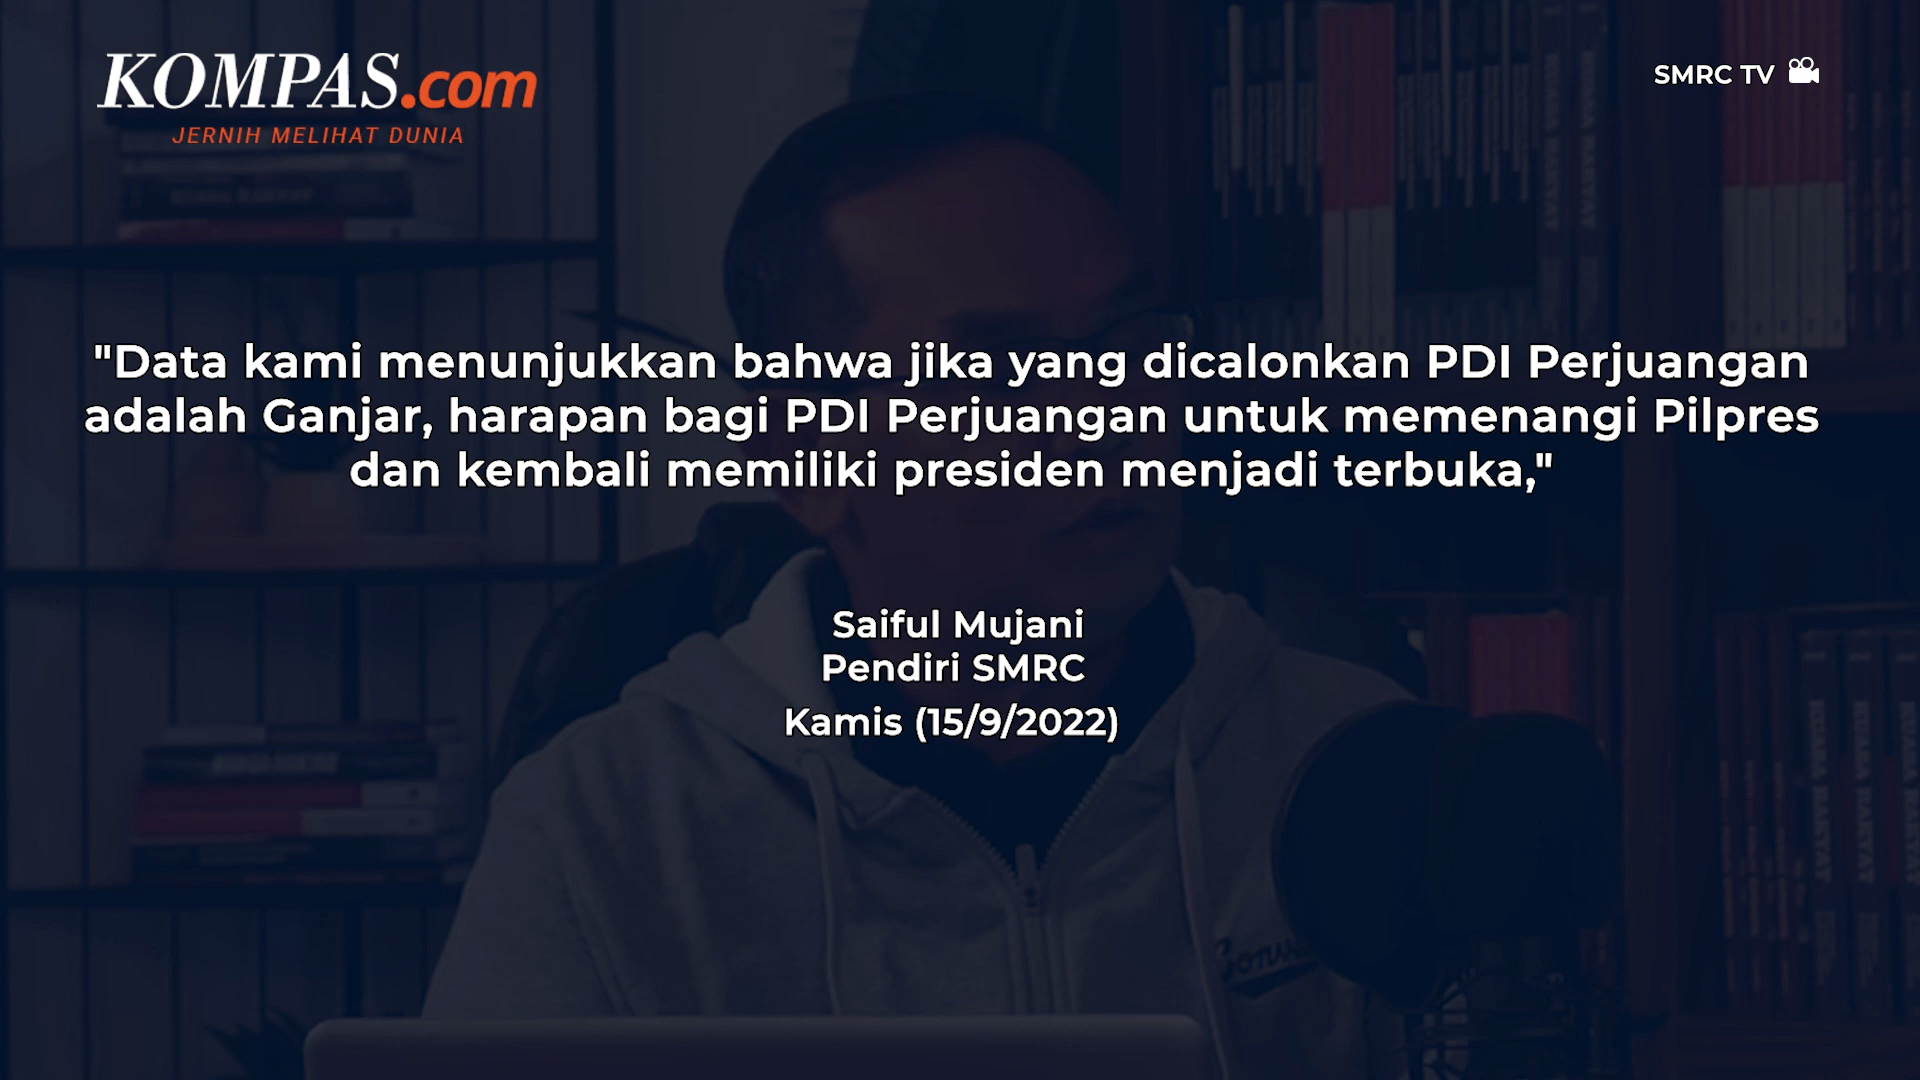 KOMPAS.com
JERNIH MELIHAT DUNIA
SMRC TV
"Data kami menunjukkan bahwa jika yang dicalonkan PDI Perjuangan
adalah Ganjar, harapan bagi PDI Perjuangan untuk memenangi Pilpres
dan kembali memiliki presiden menjadi terbuka,"
Saiful Mujani
Pendiri SMRC
Kamis (15/9/2022)